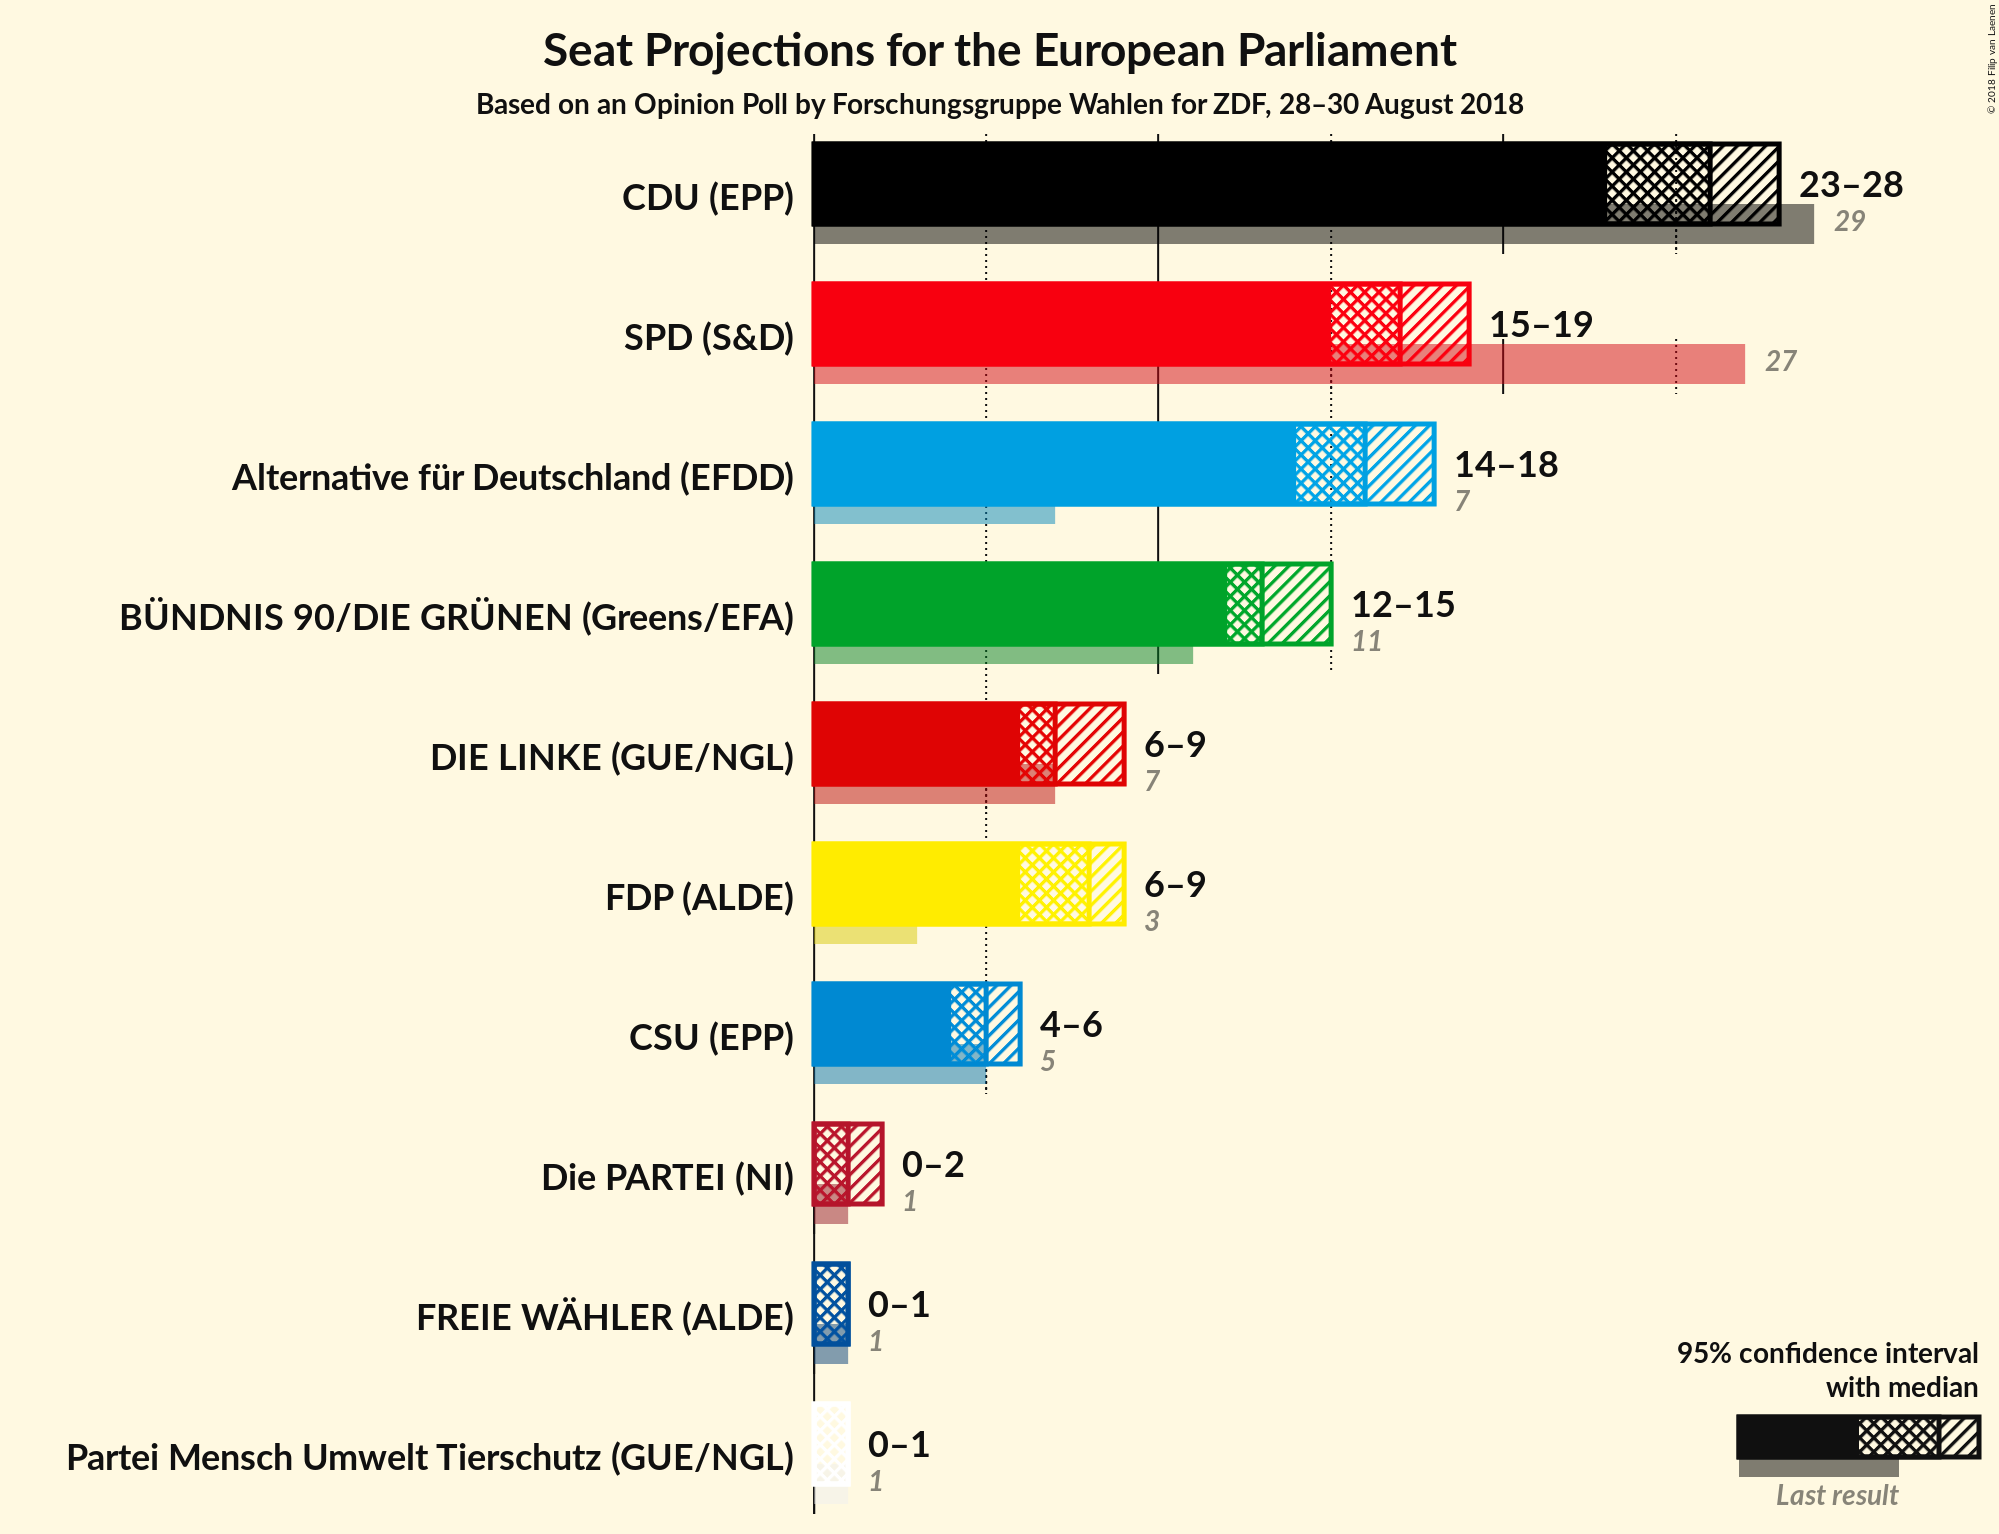 Seat Projections for the European Parliament
Based on an Opinion Poll by Forschungsgruppe Wahlen for ZDF, 28–30 August 2018
© 2018 Filip van Laenen
CDU (EPP)
23–28
29
SPD (S&D)
15–19
27
Alternative für Deutschland (EFDD)
14–18
7
BÜNDNIS 90/DIE GRÜNEN (Greens/EFA)
12–15
11
DIE LINKE (GUE/NGL)
6–9
7
FDP (ALDE)
6–9
3
CSU (EPP)
4–6
5
Die PARTEI (NI)
0–2
1
FREIE WÄHLER (ALDE)
0–1
1
Partei Mensch Umwelt Tierschutz (GUE/NGL)
0–1
1
95% confidence interval
with median
Last result